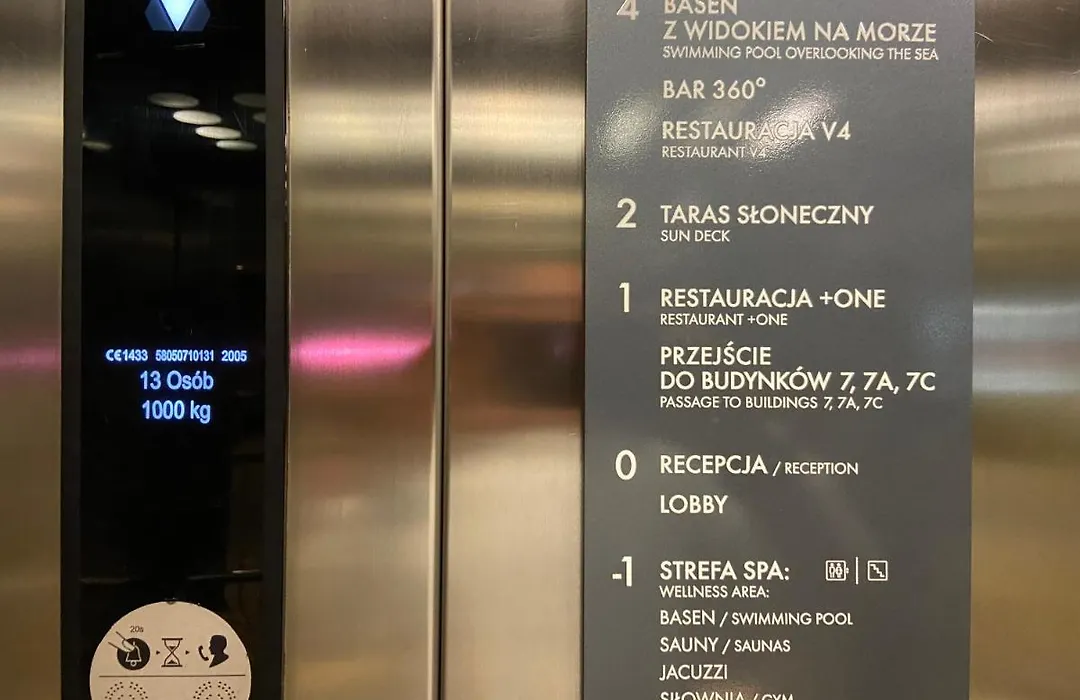 CE1433 58050710131 2005
13 Osób
1000 kg
20s
4 BASEN
Z WIDOKIEM NA MORZE
SWIMMING POOL OVERLOOKING THE SEA
BAR 360°
RESTAURACJA V4
RESTAURANT V4
2 TARAS SŁONECZNY
SUN DECK
1 RESTAURACJA +ONE
RESTAURANT +ONE
PRZEJŚCIE
DO BUDYNKÓW 7, 7A, 7C
PASSAGE TO BUILDINGS 7, 7A, 7C
0 RECEPCJA / RECEPTION
LOBBY
-1 STREFA SPA:
WELLNESS AREA:
BASEN / SWIMMING POOL
SAUNY / SAUNAS
JACUZZI
SIŁOWNIA / GYM